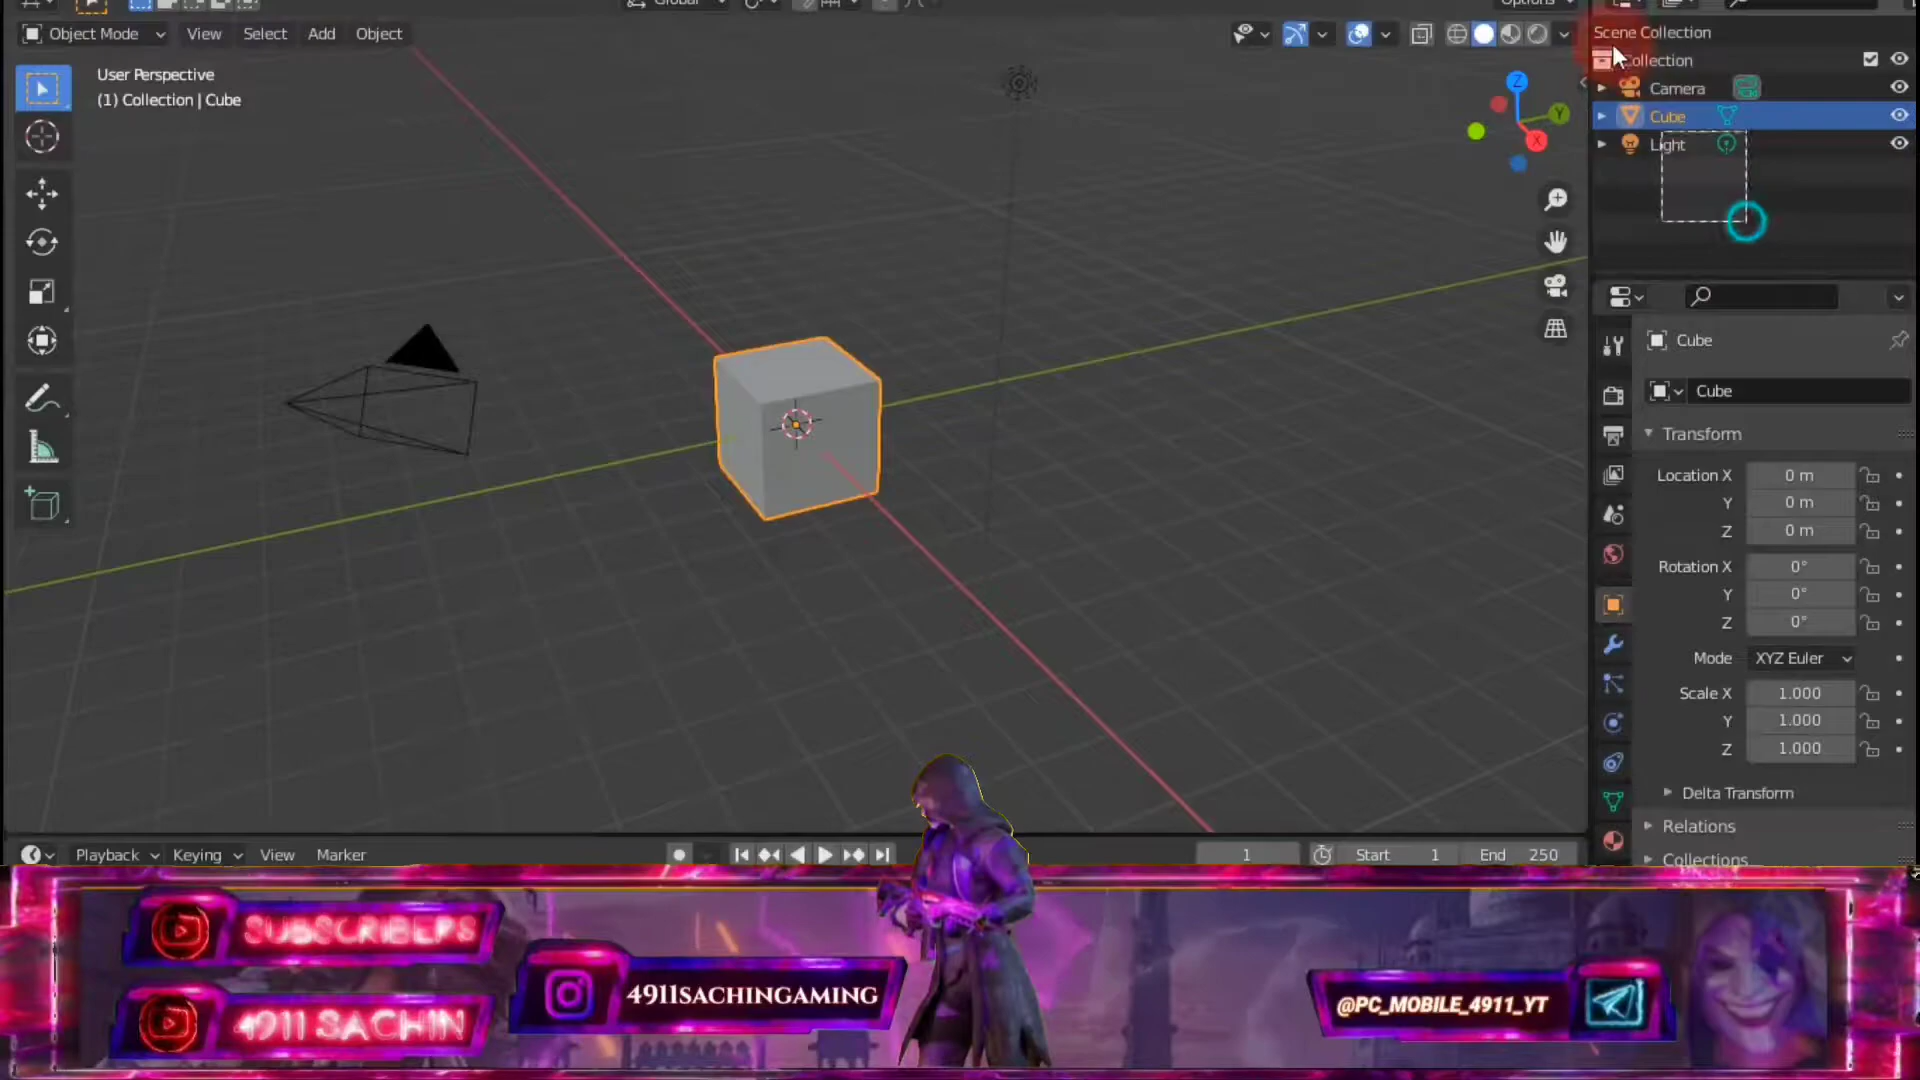 Global
Options
Object Mode
View
Select
Add
Object
User Perspective
(1) Collection | Cube
Z
Y
X
Scene Collection
Collection
Camera
Cube
Light
Cube
Cube
Transform
Location X
0 m
Y
0 m
Z
0 m
Rotation X
0°
Y
0°
Z
0°
Mode
XYZ Euler
Scale X
1.000
Y
1.000
Z
1.000
Delta Transform
Relations
Collections
Playback
Keying
View
Marker
1
Start
1
End
250
SUBSCRIBERS
4911 SACHIN
4911SACHINGAMING
@PC_MOBILE_4911_YT